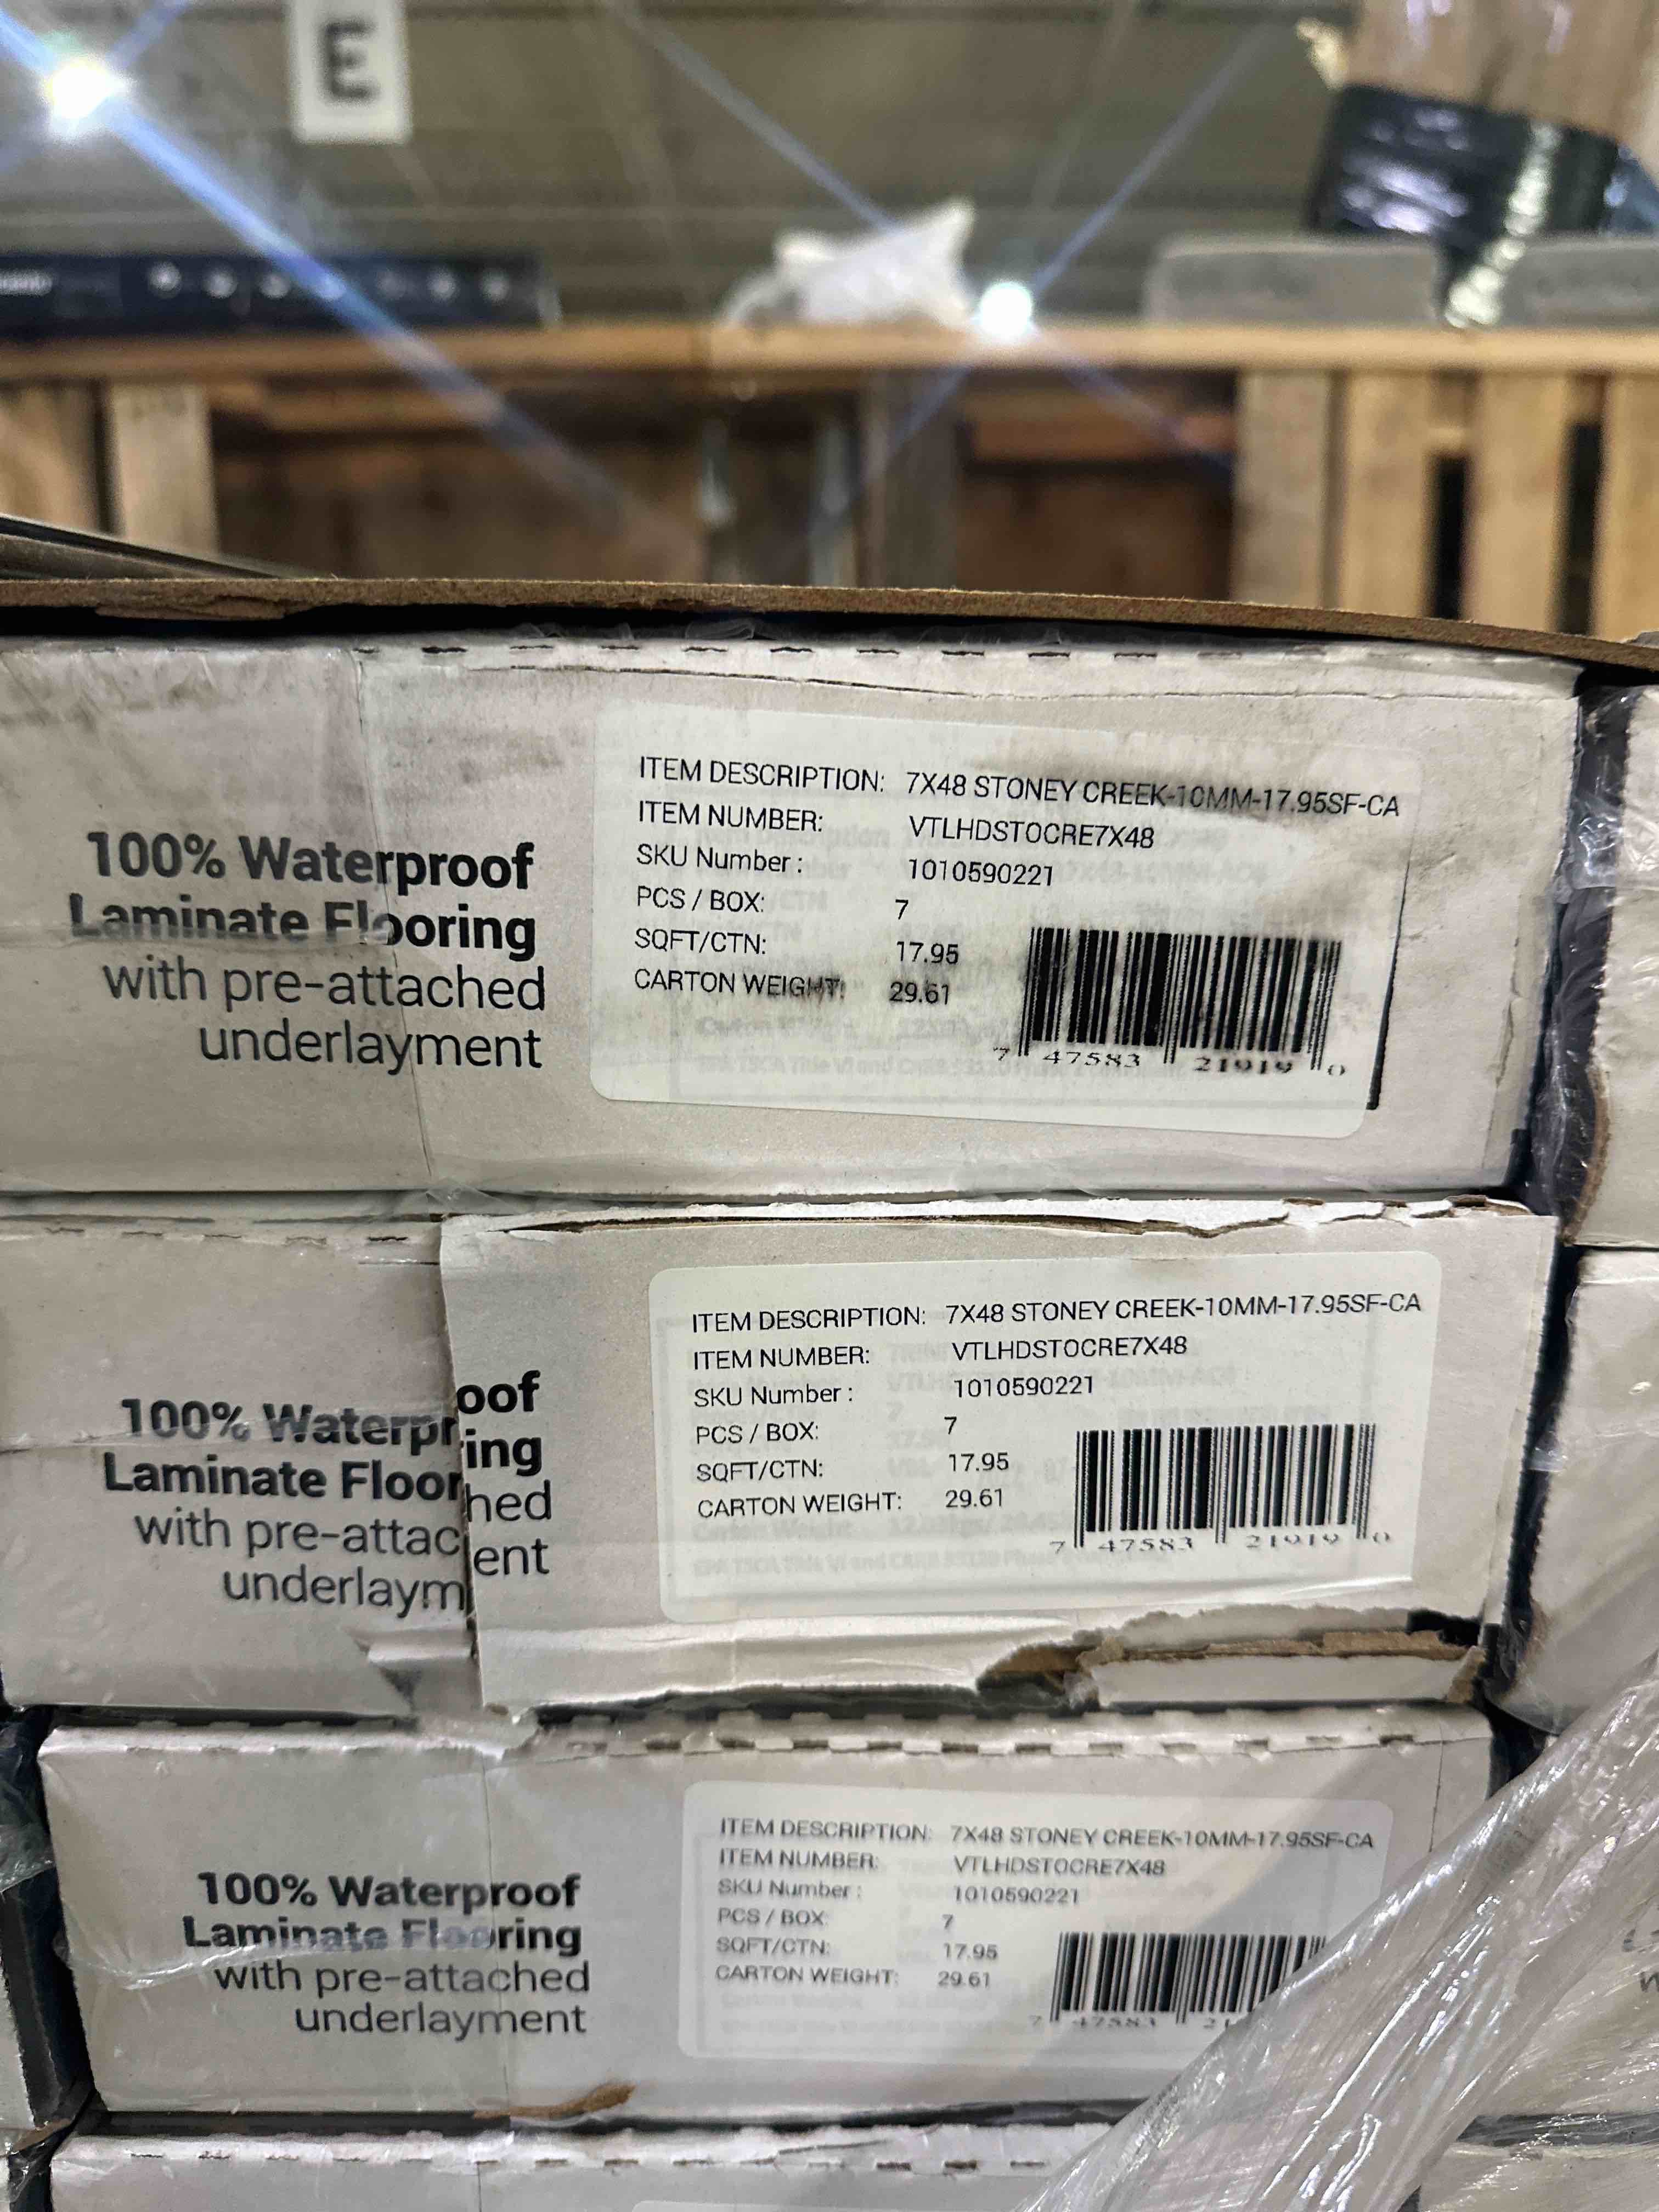 E
100% Waterproof
Laminate Flooring
with pre-attached
underlayment
ITEM DESCRIPTION: 7X48 STONEY CREEK-10MM-17.95SF-CA
ITEM NUMBER: VTLHDSTOCRE7X48
SKU Number : 1010590221
PCS / BOX: 7
SQFT/CTN: 17.95
CARTON WEIGHT: 29.61
7 47583 21919 0
100% Waterproof
Laminate Flooring
with pre-attached
underlayment
ITEM DESCRIPTION: 7X48 STONEY CREEK-10MM-17.95SF-CA
ITEM NUMBER: VTLHDSTOCRE7X48
SKU Number : 1010590221
PCS / BOX: 7
SQFT/CTN: 17.95
CARTON WEIGHT: 29.61
7 47583 21919 0
100% Waterproof
Laminate Flooring
with pre-attached
underlayment
ITEM DESCRIPTION: 7X48 STONEY CREEK-10MM-17.95SF-CA
ITEM NUMBER: VTLHDSTOCRE7X48
SKU Number : 1010590221
PCS / BOX: 7
SQFT/CTN: 17.95
CARTON WEIGHT: 29.61
7 47583 21